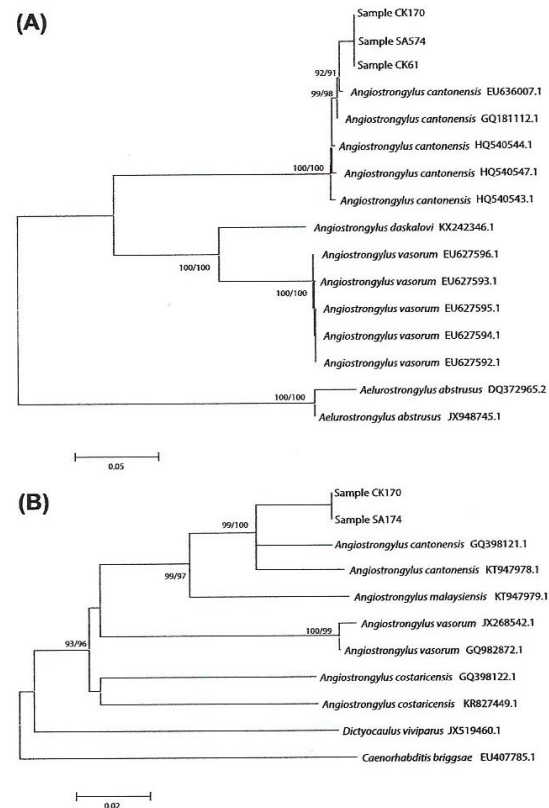 (A)
Sample CK170
Sample SA574
Sample CK61
92/91
Angiostrongylus cantonensis EU636007.1
99/98
Angiostrongylus cantonensis GQ181112.1
Angiostrongylus cantonensis HQ540544.1
100/100
Angiostrongylus cantonensis HQ540547.1
Angiostrongylus cantonensis HQ540543.1
Angiostrongylus daskalovi KX242346.1
Angiostrongylus vasorum EU627596.1
100/100
Angiostrongylus vasorum EU627593.1
100/100
Angiostrongylus vasorum EU627595.1
Angiostrongylus vasorum EU627594.1
Angiostrongylus vasorum EU627592.1
Aelurostrongylus abstrusus DQ372965.2
100/100
Aelurostrongylus abstrusus JX948745.1
0.05
(B)
Sample CK170
Sample SA174
99/100
Angiostrongylus cantonensis GQ398121.1
Angiostrongylus cantonensis KT947978.1
99/97
Angiostrongylus malaysiensis KT947979.1
Angiostrongylus vasorum JX268542.1
100/99
Angiostrongylus vasorum GQ982872.1
93/96
Angiostrongylus costaricensis GQ398122.1
Angiostrongylus costaricensis KR827449.1
Dictyocaulus viviparus JX519460.1
Caenorhabditis briggsae EU407785.1
0.02